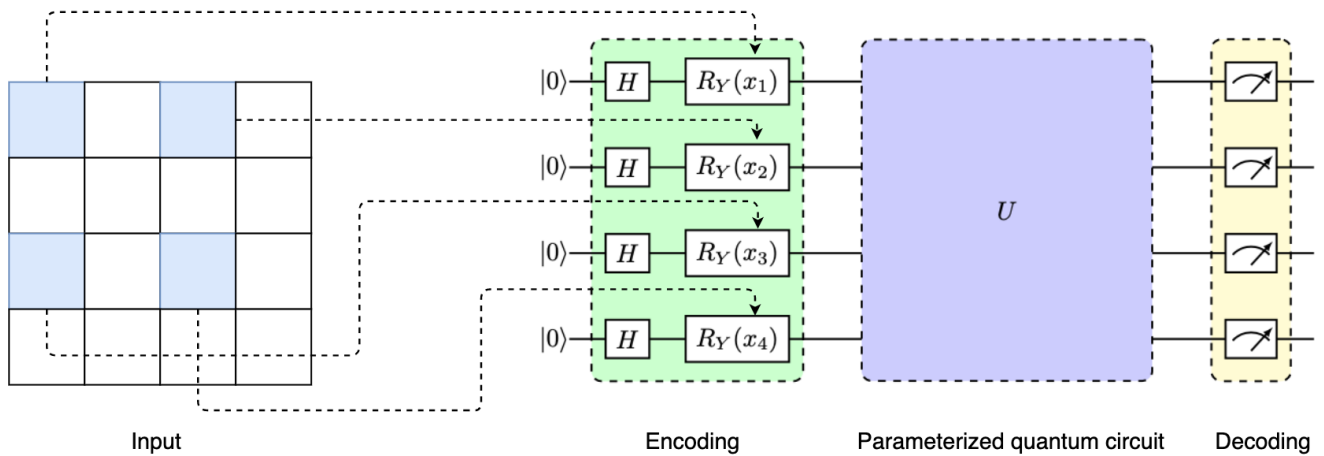 |0⟩ H R_Y(x_1)
|0⟩ H R_Y(x_2)
U
|0⟩ H R_Y(x_3)
|0⟩ H R_Y(x_4)
Input Encoding Parameterized quantum circuit Decoding